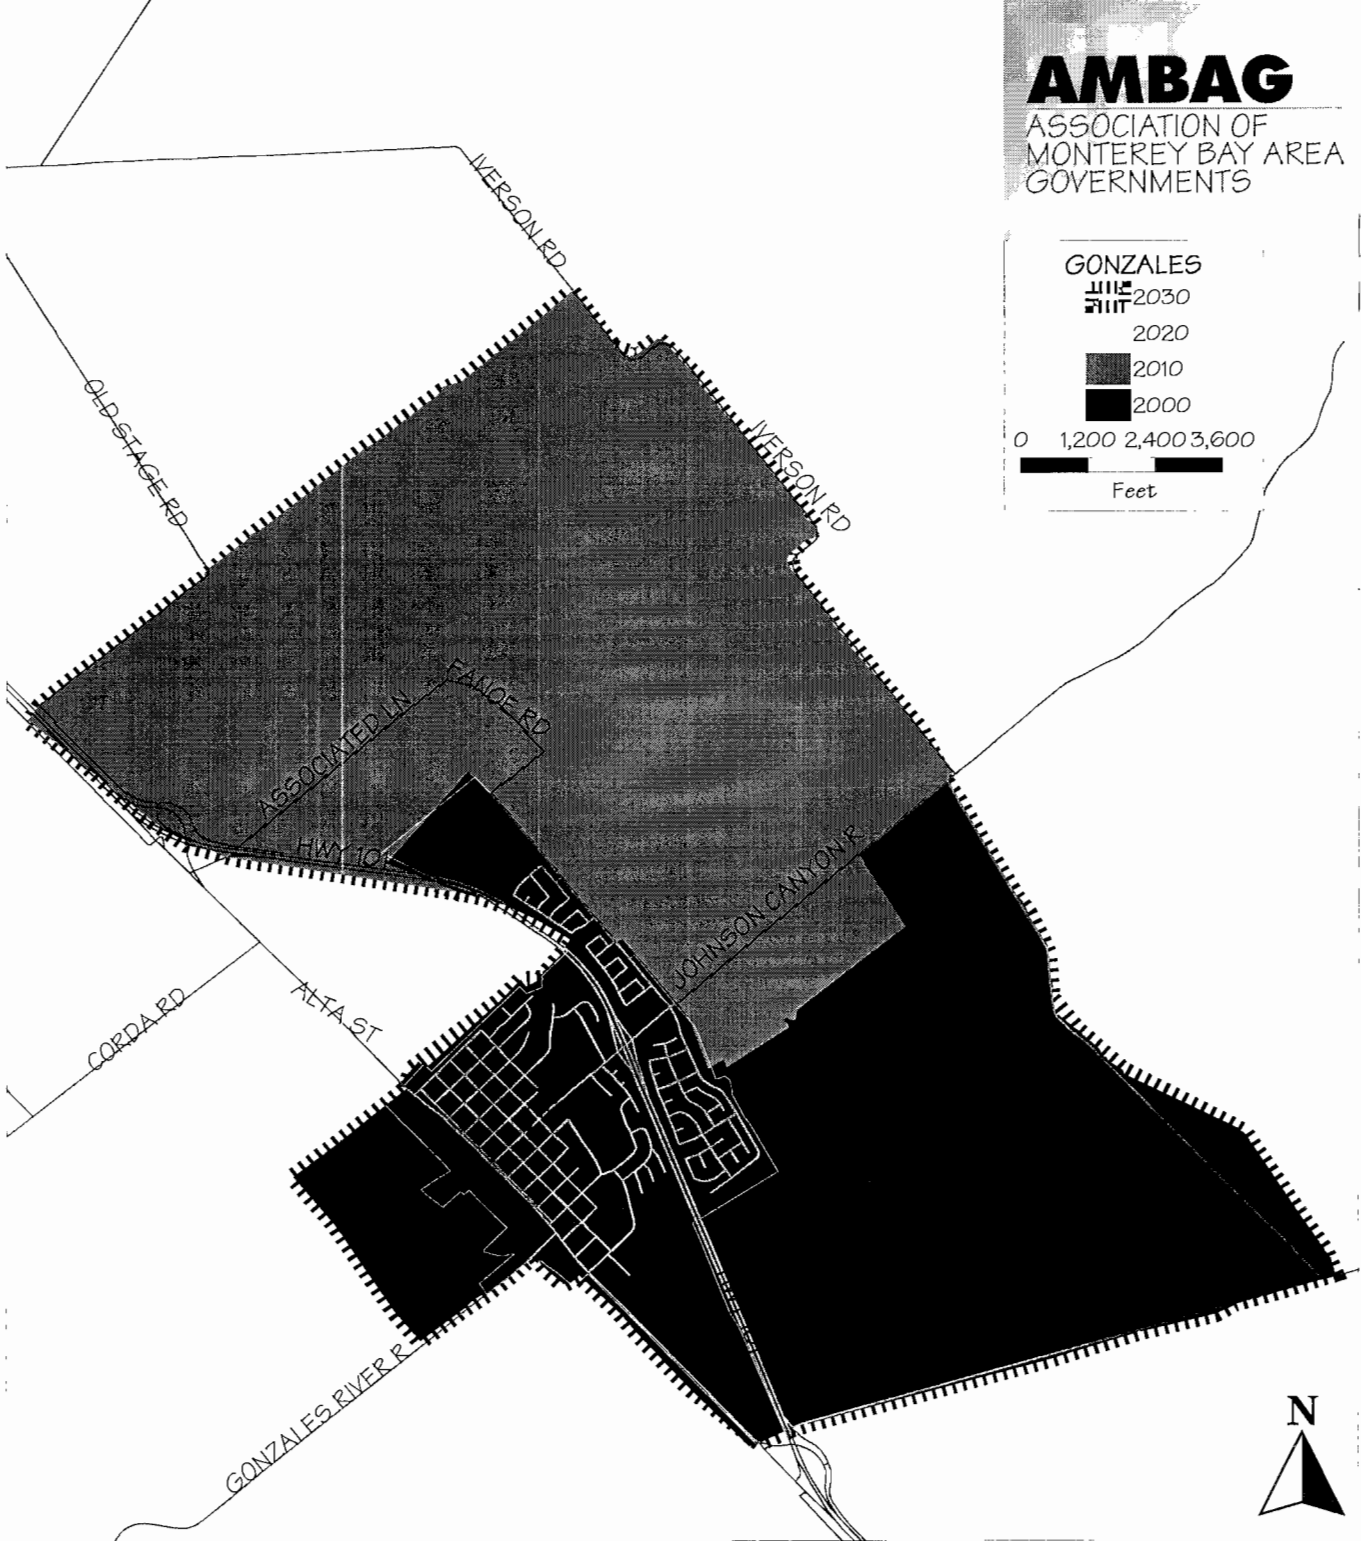 AMBAG
ASSOCIATION OF
MONTEREY BAY AREA
GOVERNMENTS
GONZALES
2030
2020
2010
2000
0 1,200 2,400 3,600
Feet
IVERSON RD
OLD STAGE RD
IVERSON RD
FANOE RD
ASSOCIATED LN
HWY 101
JOHNSON CANYON R
ALTA ST
CORDA RD
GONZALES RIVER R
N